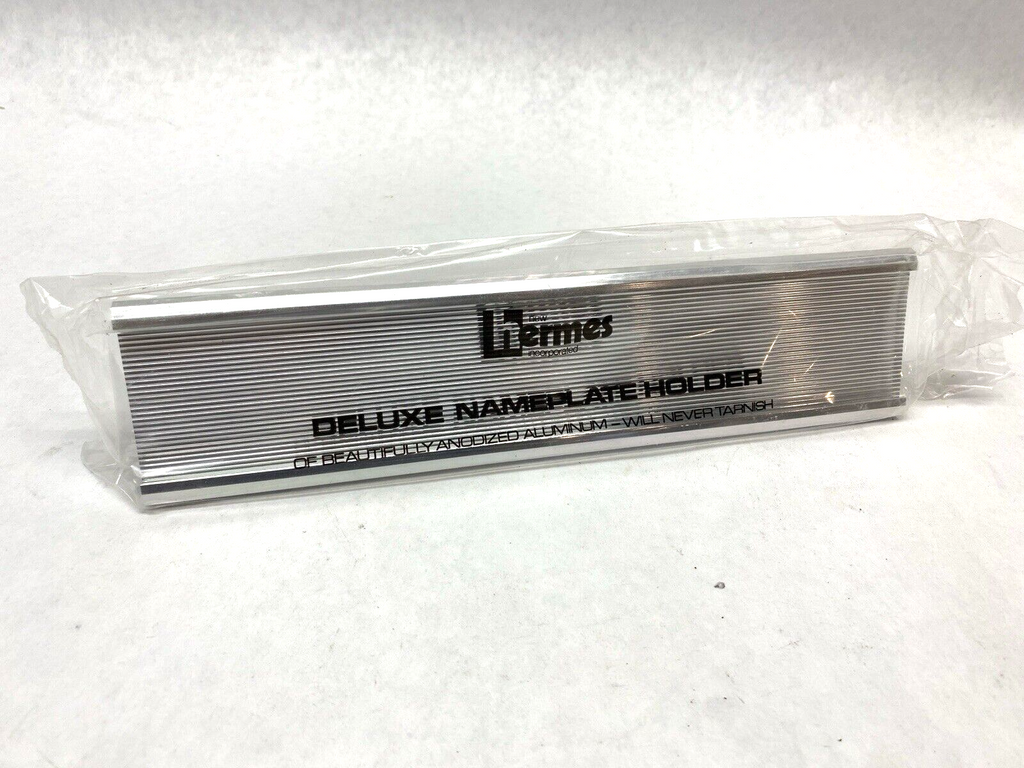 new
hermes
incorporated
DELUXE NAMEPLATE HOLDER
OF BEAUTIFULLY ANODIZED ALUMINUM – WILL NEVER TARNISH